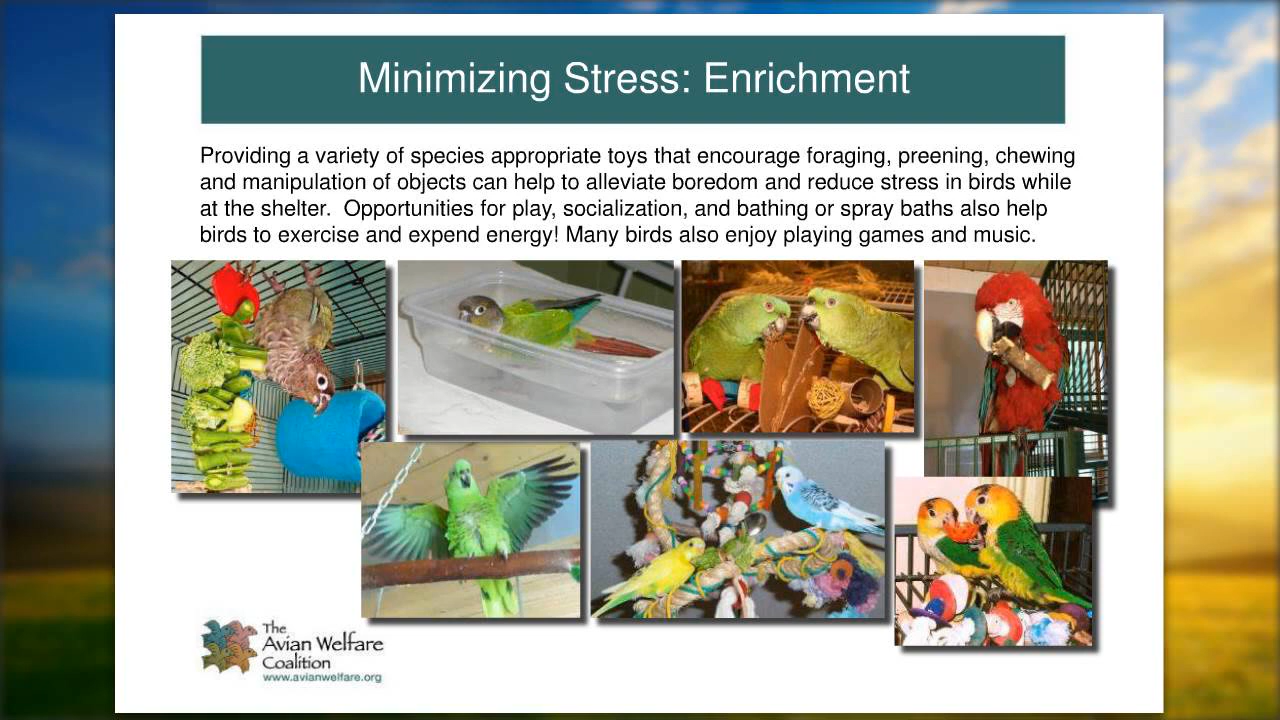 Minimizing Stress: Enrichment
Providing a variety of species appropriate toys that encourage foraging, preening, chewing
and manipulation of objects can help to alleviate boredom and reduce stress in birds while
at the shelter.  Opportunities for play, socialization, and bathing or spray baths also help
birds to exercise and expend energy! Many birds also enjoy playing games and music.
The
Avian Welfare
Coalition
www.avianwelfare.org